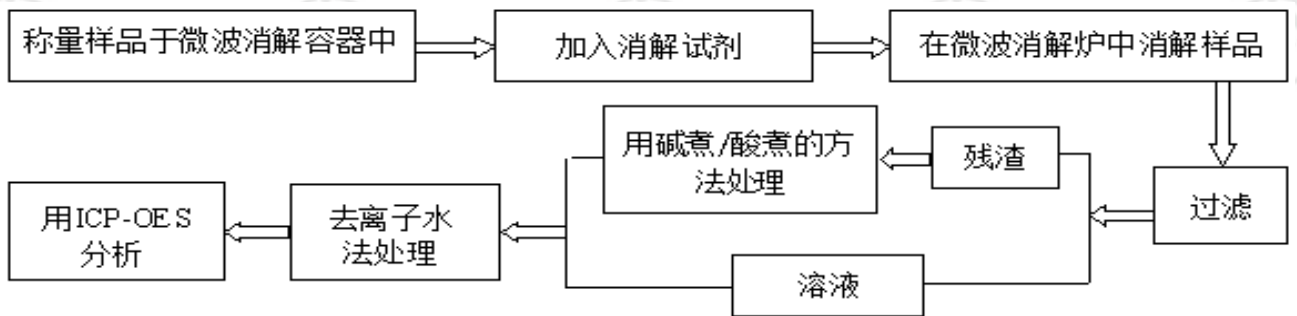 称量样品于微波消解容器中
加入消解试剂
在微波消解炉中消解样品
过滤
残渣
用碱煮/酸煮的方
法处理
溶液
去离子水
法处理
用ICP-OES
分析